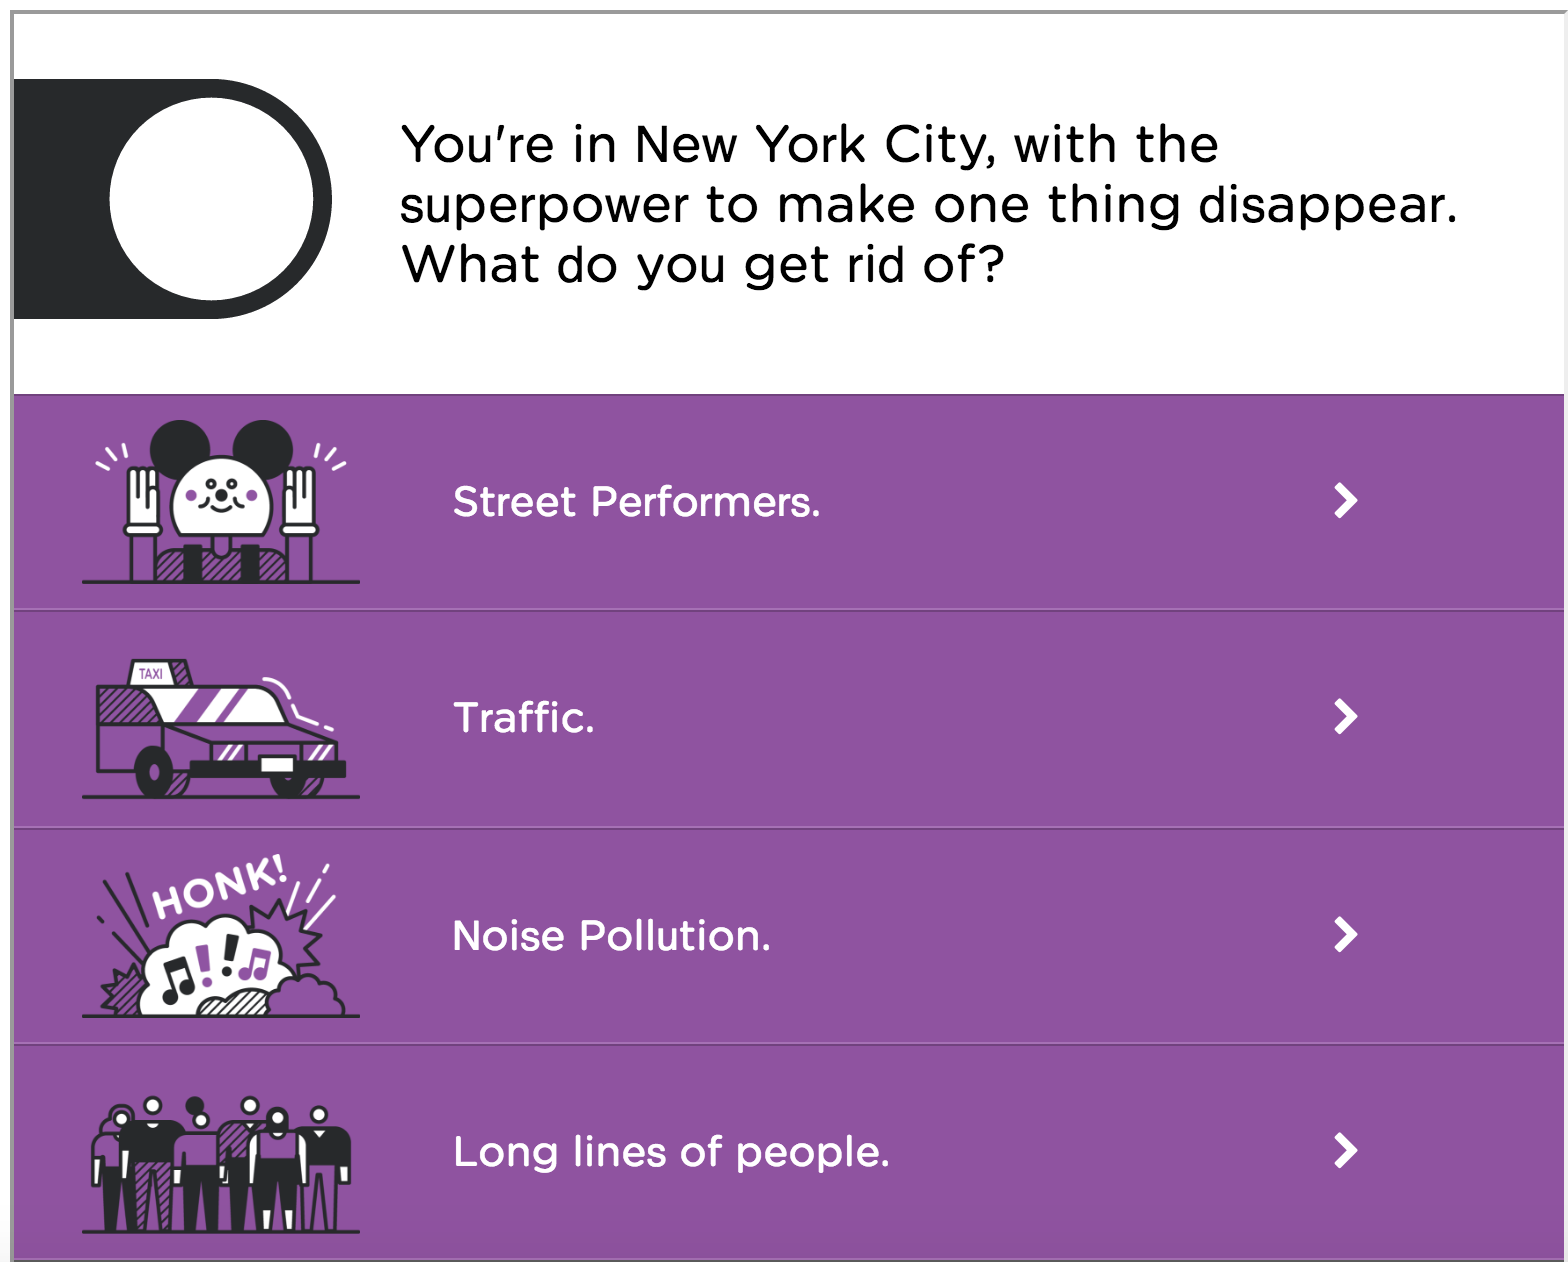 You're in New York City, with the
superpower to make one thing disappear.
What do you get rid of?
Street Performers.
TAXI
Traffic.
HONK!
Noise Pollution.
Long lines of people.